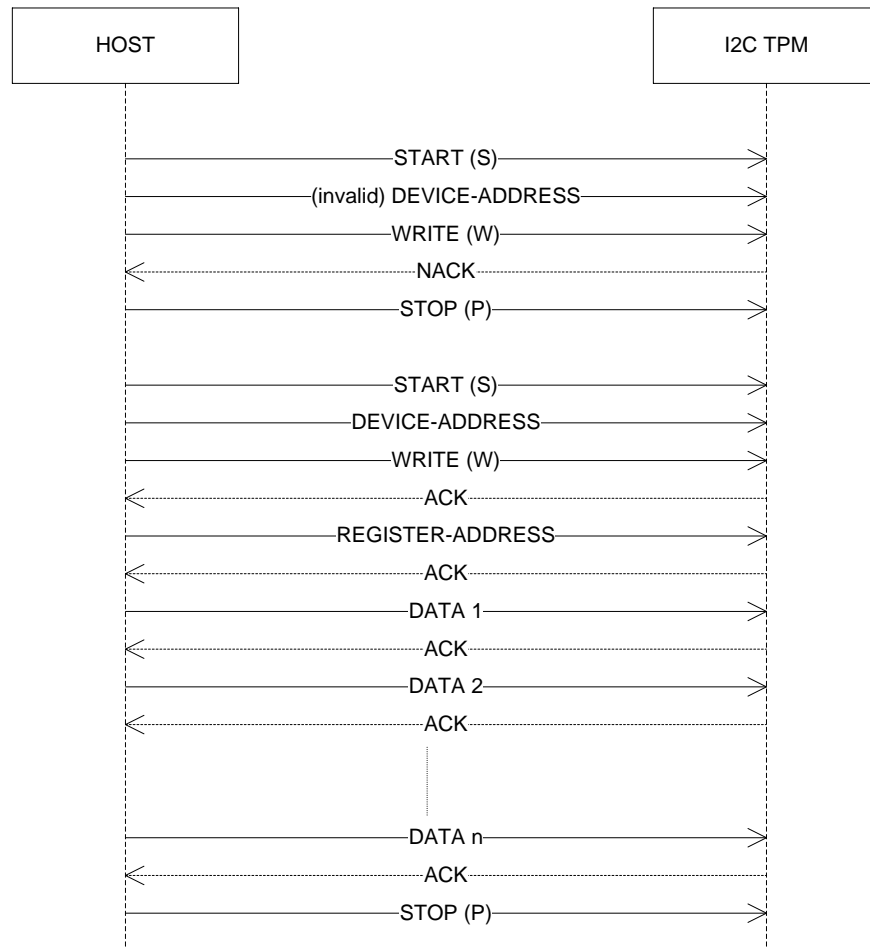 HOST
I2C TPM
START (S)
(invalid) DEVICE-ADDRESS
WRITE (W)
NACK
STOP (P)
START (S)
DEVICE-ADDRESS
WRITE (W)
ACK
REGISTER-ADDRESS
ACK
DATA 1
ACK
DATA 2
ACK
DATA n
ACK
STOP (P)